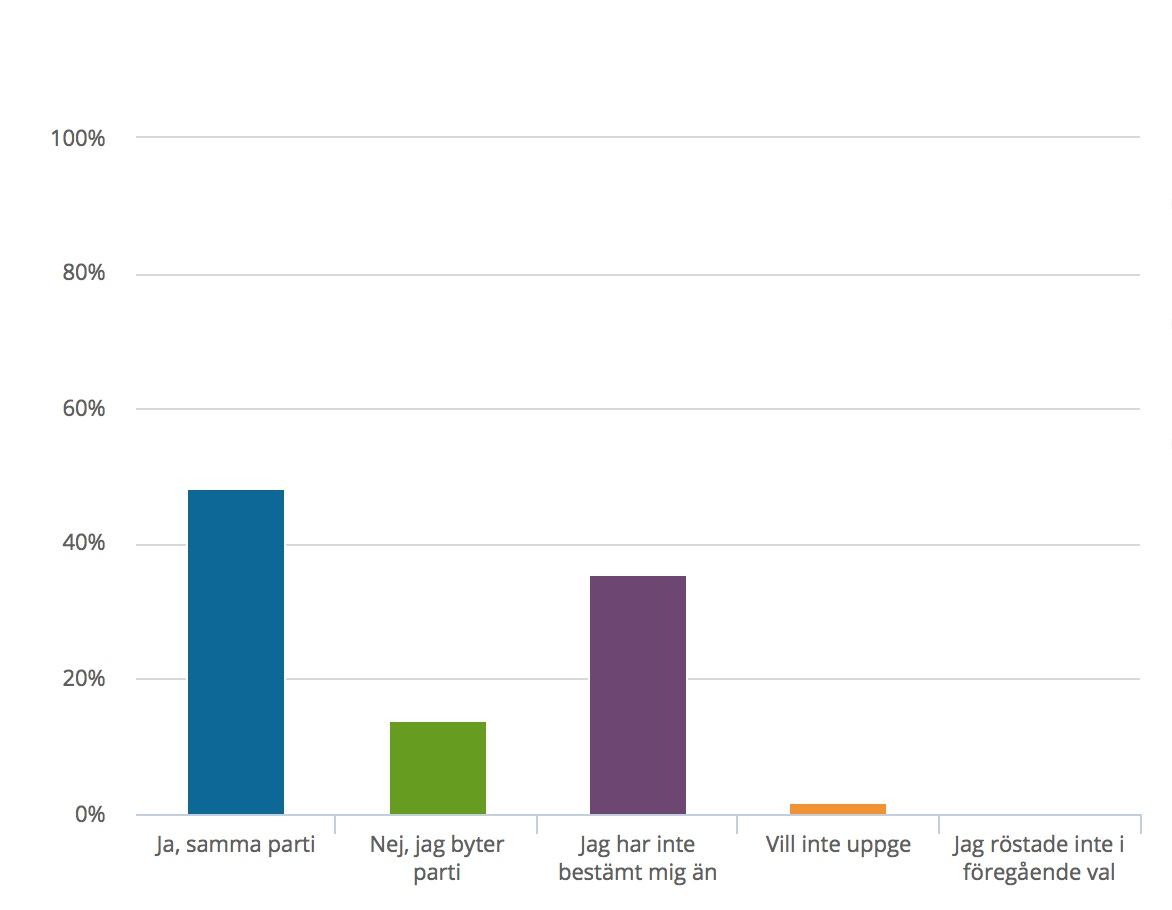 100%
80%
60%
40%
20%
0%
Ja, samma parti
Nej, jag byter
parti
Jag har inte
bestämt mig än
Vill inte uppge
Jag röstade inte i
föregående val